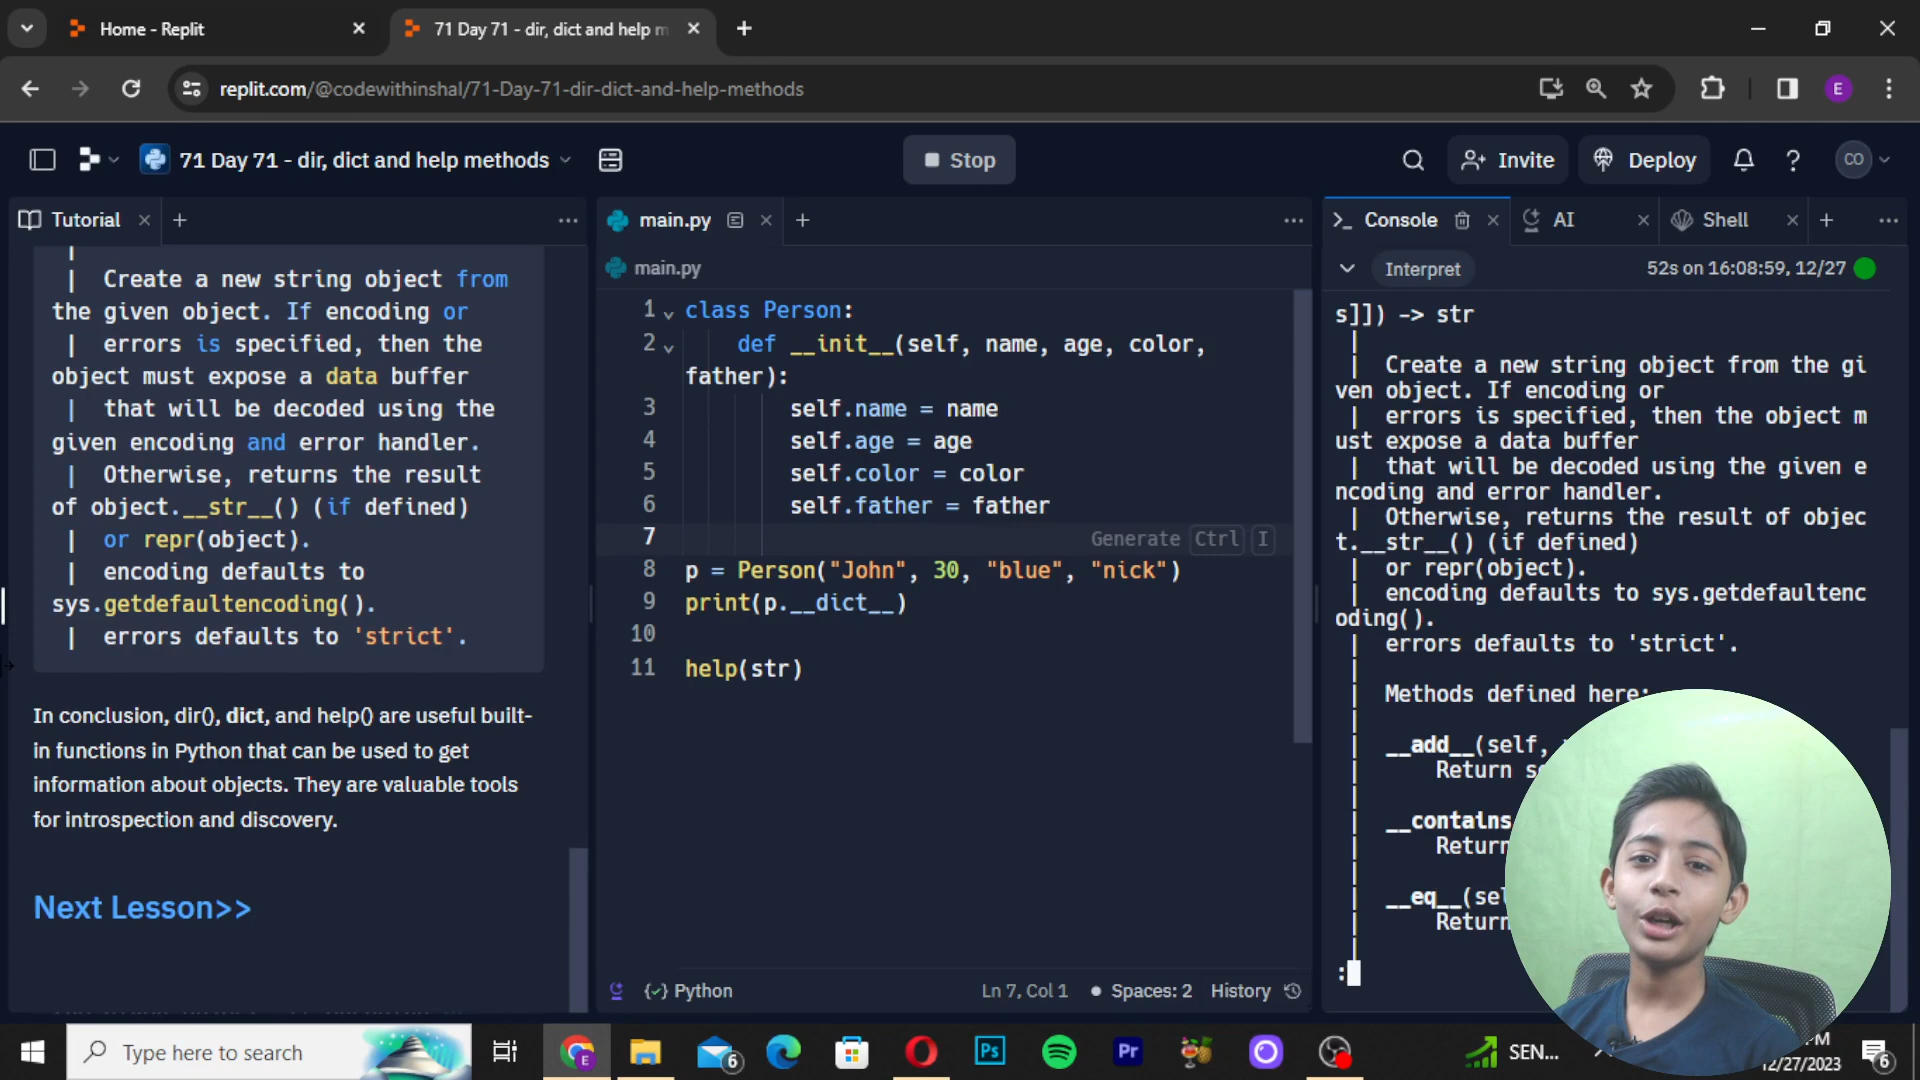 Home - Replit
71 Day 71 - dir, dict and help m
replit.com/@codewithinshal/71-Day-71-dir-dict-and-help-methods
E
71 Day 71 - dir, dict and help methods
Stop
Invite
Deploy
CO
Tutorial
| Create a new string object from
the given object. If encoding or
| errors is specified, then the
object must expose a data buffer
| that will be decoded using the
given encoding and error handler.
| Otherwise, returns the result
of object.__str__() (if defined)
| or repr(object).
| encoding defaults to
sys.getdefaultencoding().
| errors defaults to 'strict'.
In conclusion, dir(), dict, and help() are useful built-
in functions in Python that can be used to get
information about objects. They are valuable tools
for introspection and discovery.
Next Lesson>>
main.py
main.py
1 class Person:
2 def __init__(self, name, age, color,
father):
3 self.name = name
4 self.age = age
5 self.color = color
6 self.father = father
7 Generate Ctrl I
8 p = Person("John", 30, "blue", "nick")
9 print(p.__dict__)
10
11 help(str)
Python
Ln 7, Col 1 • Spaces: 2 History
Console
AI
Shell
Interpret
52s on 16:08:59, 12/27
s]]) -> str
|
| Create a new string object from the gi
ven object. If encoding or
| errors is specified, then the object m
ust expose a data buffer
| that will be decoded using the given e
ncoding and error handler.
| Otherwise, returns the result of objec
t.__str__() (if defined)
| or repr(object).
| encoding defaults to sys.getdefaultenc
oding().
| errors defaults to 'strict'.
|
| Methods defined here:
|
| __add__(self,
| Return
|
| __contains
| Return
|
| __eq__(sel
| Return
|
:
Type here to search
E
6
Ps
Pr
SEN...
PM
12/27/2023
6